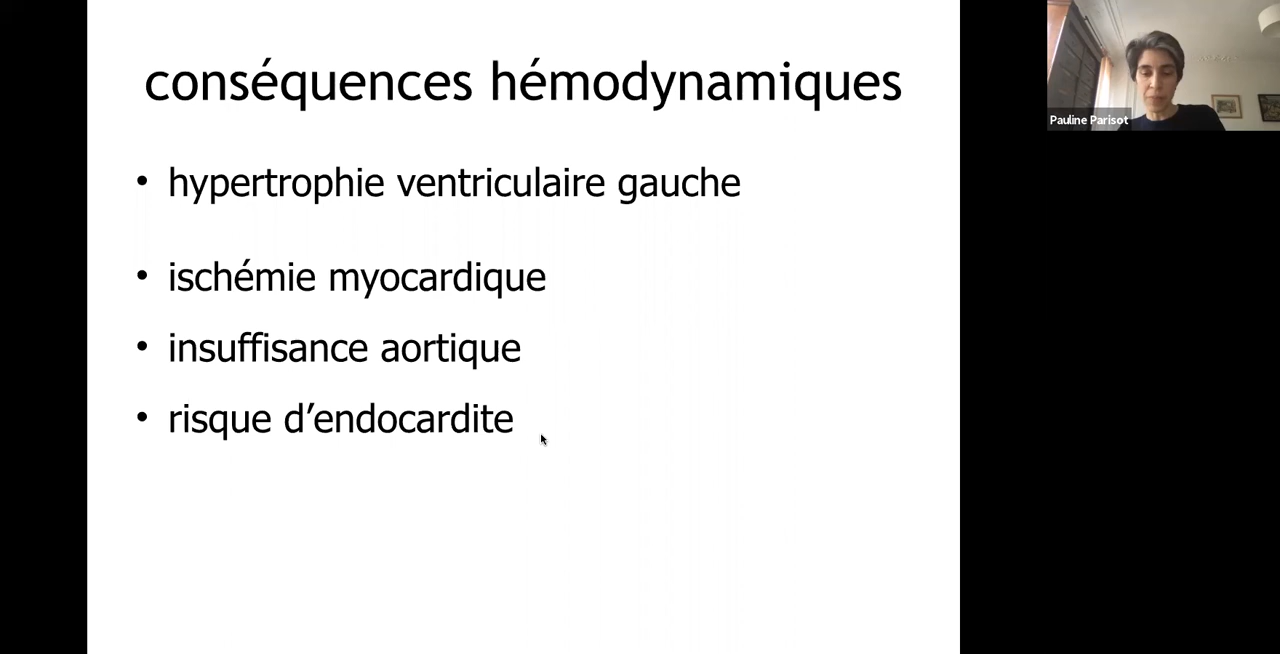 conséquences hémodynamiques
• hypertrophie ventriculaire gauche
• ischémie myocardique
• insuffisance aortique
• risque d’endocardite
Pauline Parisot